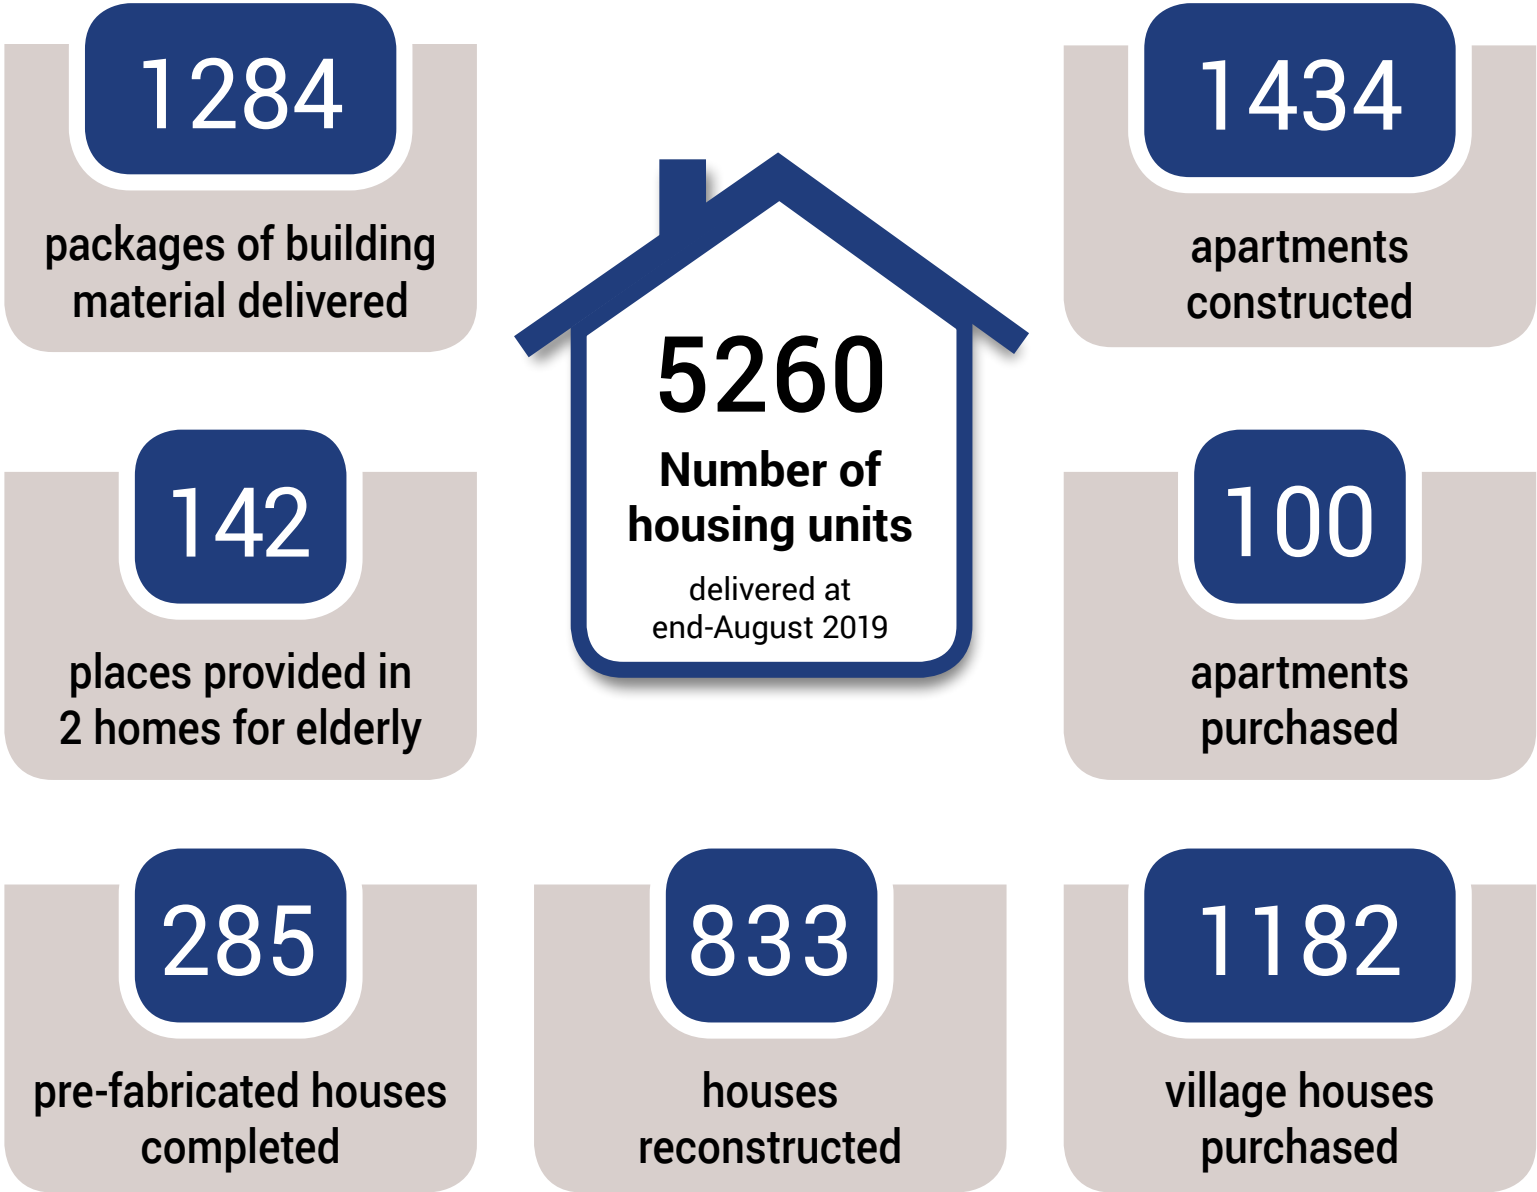 1284
packages of building
material delivered
1434
apartments
constructed
5260
Number of
housing units
delivered at
end-August 2019
142
places provided in
2 homes for elderly
100
apartments
purchased
285
pre-fabricated houses
completed
833
houses
reconstructed
1182
village houses
purchased